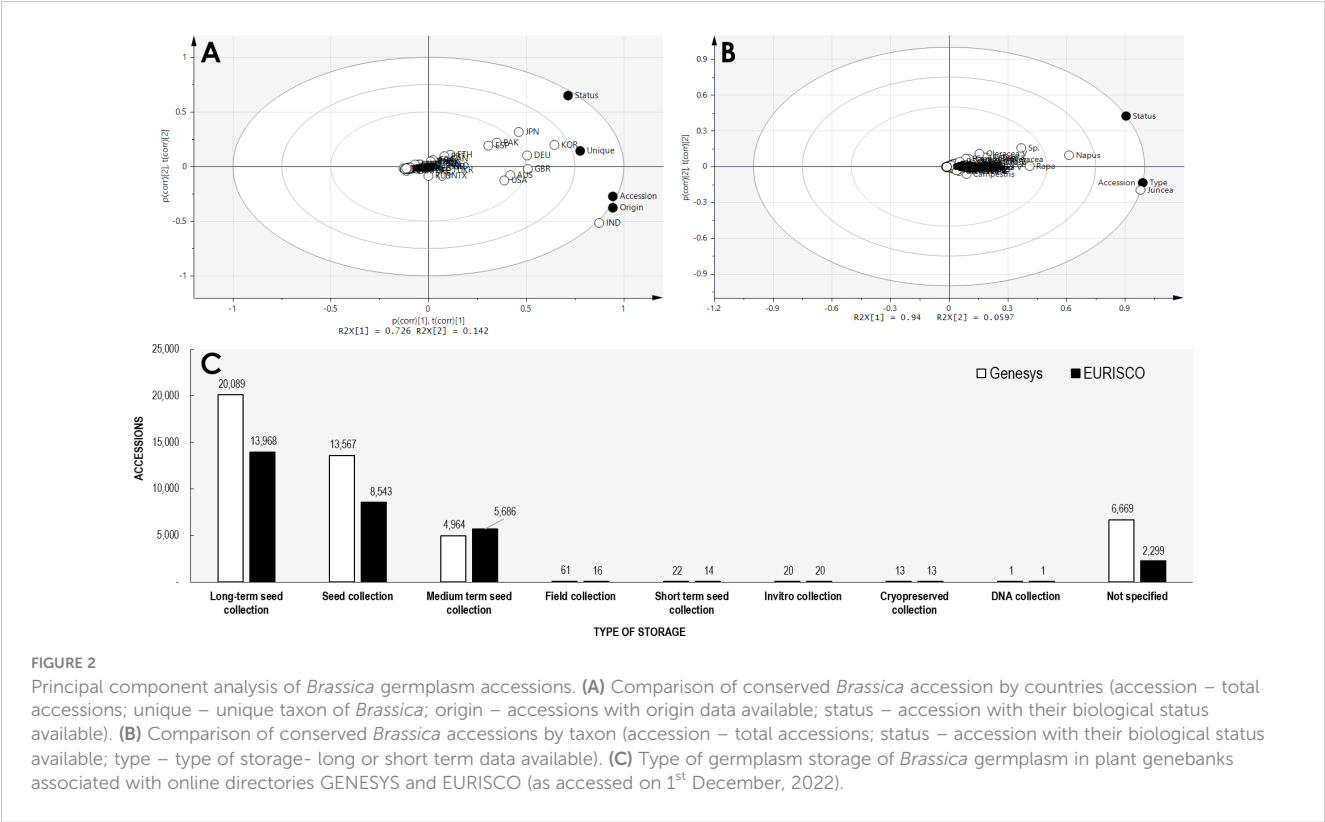 A
1
0.5
0
-0.5
-1
p(corr)[2], t(corr)[2]
Status
JPN
PAK
ESP
KOR
Unique
DEU
GBR
AUS
USA
Accession
Origin
IND
-1
-0.5
0
0.5
1
p(corr)[1], t(corr)[1]
R2X[1] = 0.726 R2X[2] = 0.142
B
0.9
0.6
0.3
0
-0.3
-0.6
-0.9
p(corr)[2], t(corr)[2]
Status
Sp.
Napus
Rapa
Campestris
Accession
Type
Juncea
-1.2
-0.9
-0.6
-0.3
0
0.3
0.6
0.9
R2X[1] = 0.94 R2X[2] = 0.0597
C
25,000
20,000
15,000
10,000
5,000
-
ACCESSIONS
Genesys
EURISCO
20,089
13,968
13,567
8,543
4,964
5,686
61
16
22
14
20
20
13
13
1
1
6,669
2,299
Long-term seed
collection
Seed collection
Medium term seed
collection
Field collection
Short term seed
collection
Invitro collection
Cryopreserved
collection
DNA collection
Not specified
TYPE OF STORAGE
FIGURE 2
Principal component analysis of Brassica germplasm accessions. (A) Comparison of conserved Brassica accession by countries (accession – total
accessions; unique – unique taxon of Brassica; origin – accessions with origin data available; status – accession with their biological status
available). (B) Comparison of conserved Brassica accessions by taxon (accession – total accessions; status – accession with their biological status
available; type – type of storage- long or short term data available). (C) Type of germplasm storage of Brassica germplasm in plant genebanks
associated with online directories GENESYS and EURISCO (as accessed on 1st December, 2022).